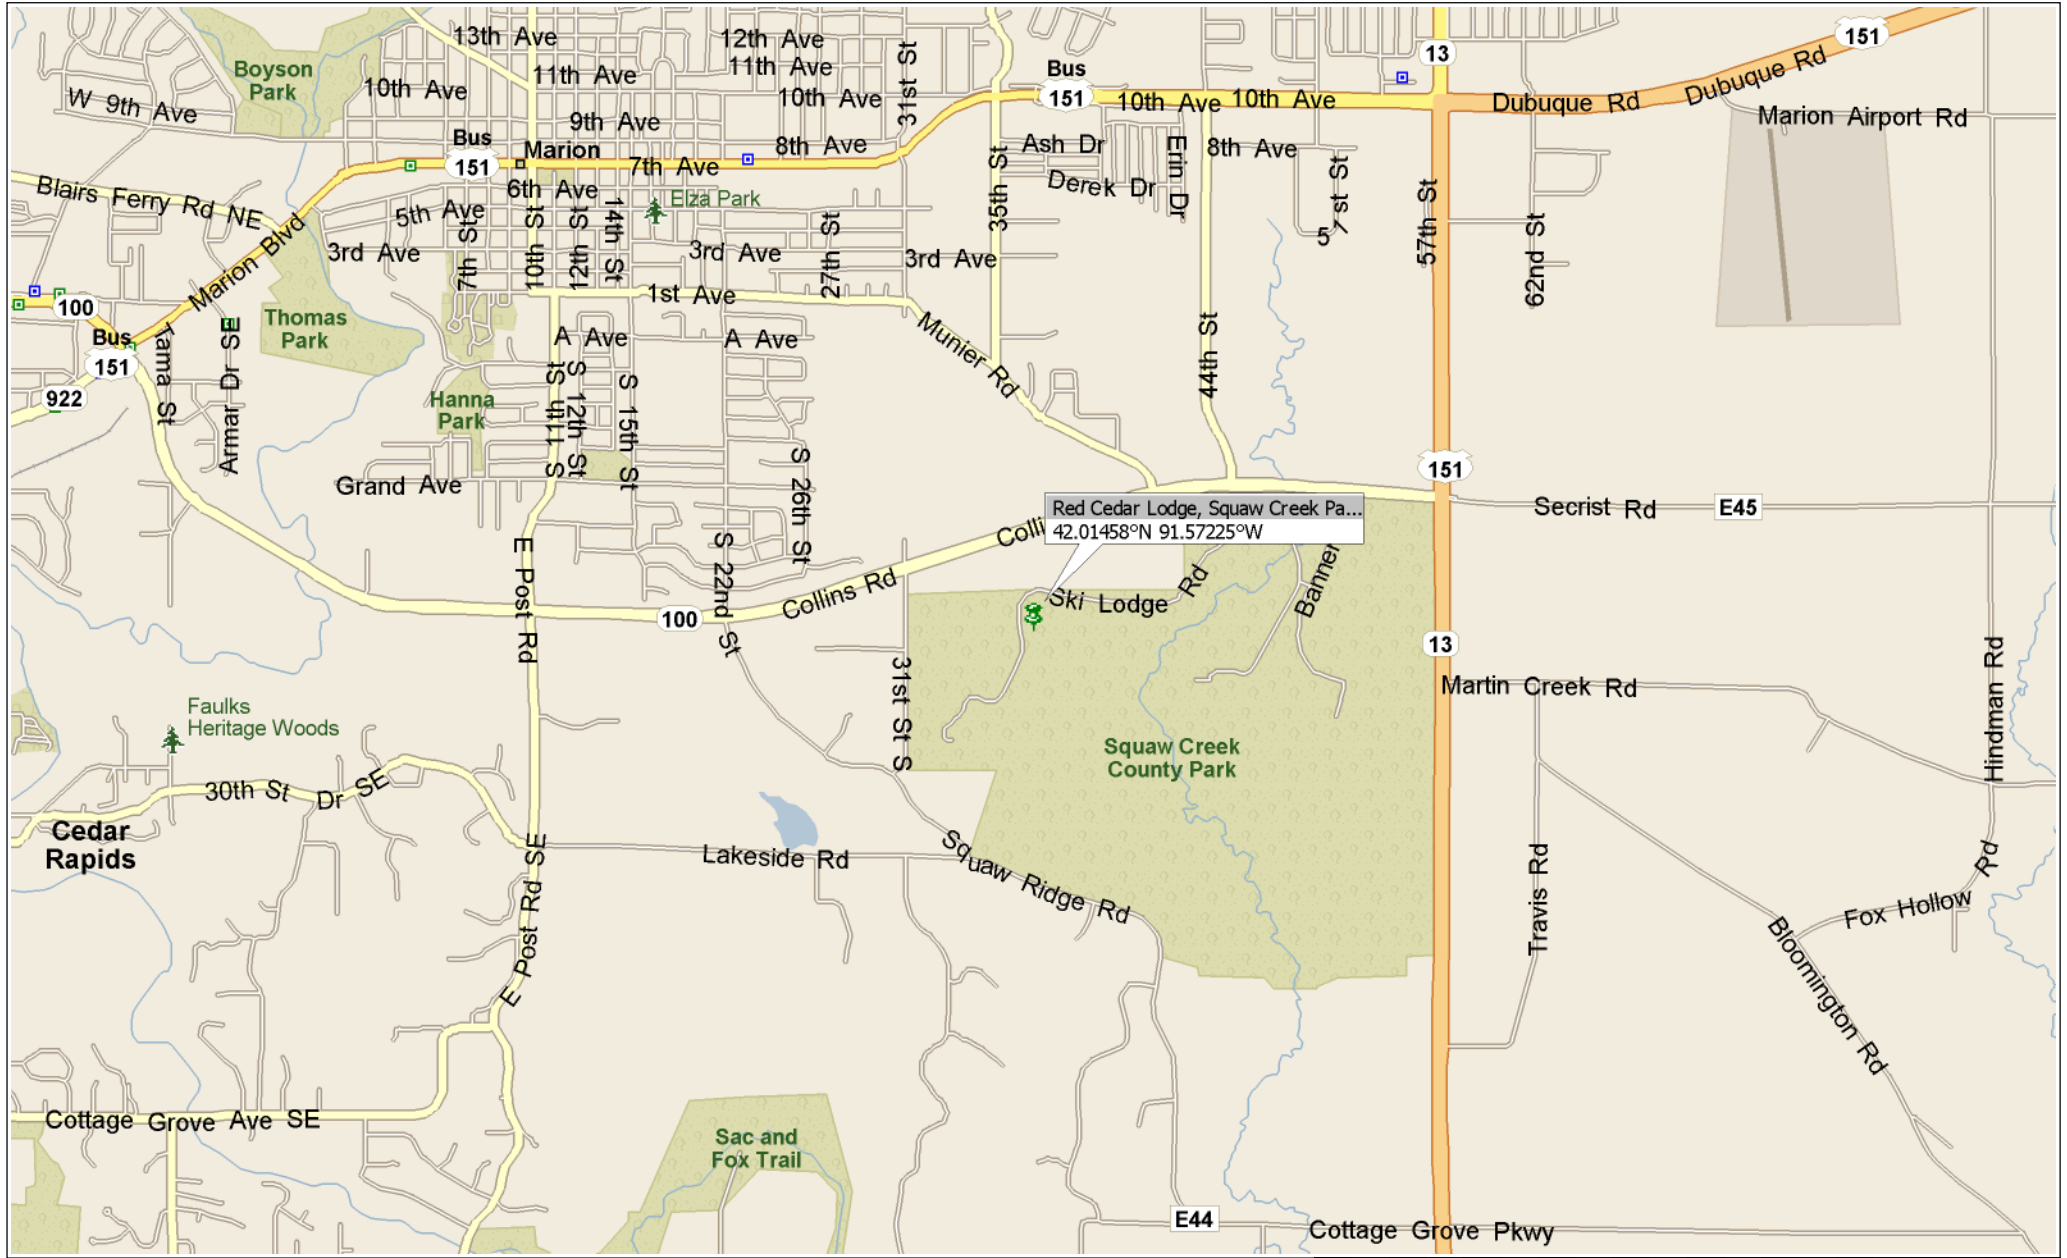 13th Ave
12th Ave
11th Ave
11th Ave
10th Ave
10th Ave
31st St
Boyson
Park
W 9th Ave
9th Ave
8th Ave
Bus
151
Marion
7th Ave
6th Ave
5th Ave
3rd Ave
Elza Park
3rd Ave
3rd Ave
Blairs Ferry Rd NE
Marion Blvd
7th St
10th St
12th St
14th St
27th St
1st Ave
Bus
151
10th Ave
10th Ave
13
Dubuque Rd
Dubuque Rd
151
Marion Airport Rd
Ash Dr
Derek Dr
Erin Dr
8th Ave
35th St
57th St
62nd St
100
Bus
151
922
Tama St
Armar Dr SE
Thomas
Park
Hanna
Park
A Ave
A Ave
S 11th St
S 12th St
S 15th St
Munier Rd
44th St
Grand Ave
S 22nd St
S 26th St
151
Secrist Rd
E45
Colli
Red Cedar Lodge, Squaw Creek Pa...
42.01458°N 91.57225°W
Collins Rd
100
E Post Rd
Ski Lodge Rd
Banner
13
Martin Creek Rd
Hindman Rd
31st St S
Faulks
Heritage Woods
Squaw Creek
County Park
30th St Dr SE
Cedar
Rapids
Lakeside Rd
Squaw Ridge Rd
E Post Rd SE
Travis Rd
Fox Hollow Rd
Bloomington Rd
Cottage Grove Ave SE
Sac and
Fox Trail
E44
Cottage Grove Pkwy